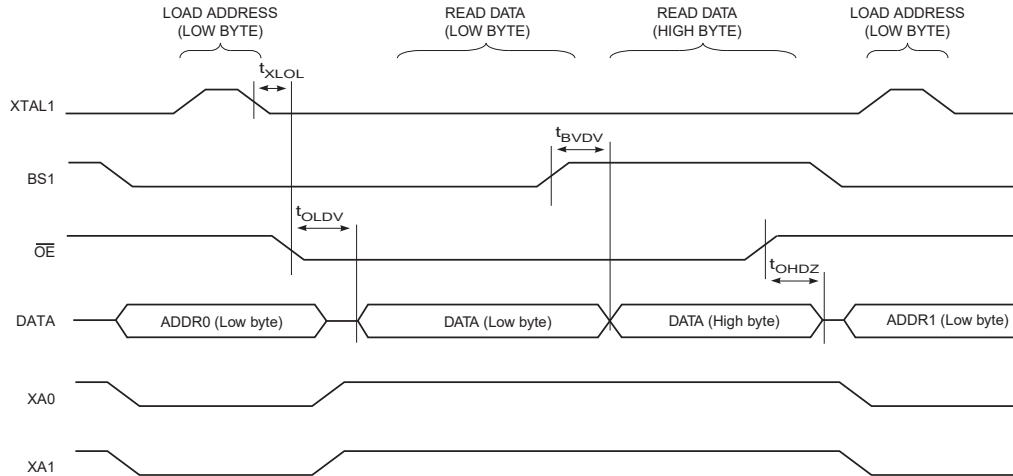 LOAD ADDRESS
(LOW BYTE)
READ DATA
(LOW BYTE)
READ DATA
(HIGH BYTE)
LOAD ADDRESS
(LOW BYTE)
tXLOL
XTAL1
tBVDV
BS1
tOLDV
OE
tOHDZ
DATA
ADDR0 (Low byte)
DATA (Low byte)
DATA (High byte)
ADDR1 (Low byte)
XA0
XA1